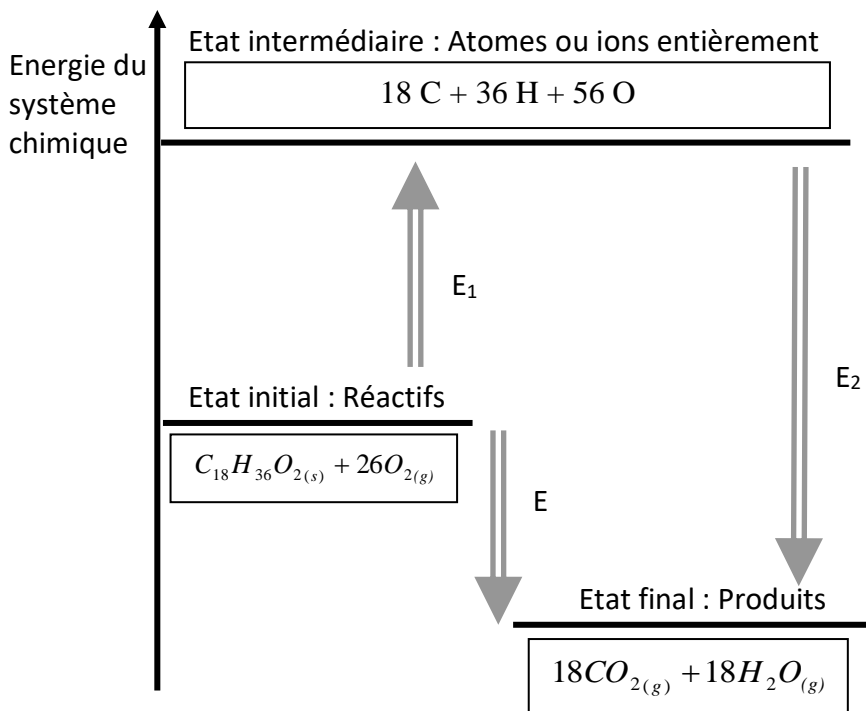 Etat intermédiaire : Atomes ou ions entièrement
Energie du
système
chimique
18 C + 36 H + 56 O
E₁
E₂
Etat initial : Réactifs
C₁₈H₃₆O₂₍ₛ₎ + 26O₂₍g₎
E
Etat final : Produits
18CO₂₍g₎ + 18H₂O₍g₎